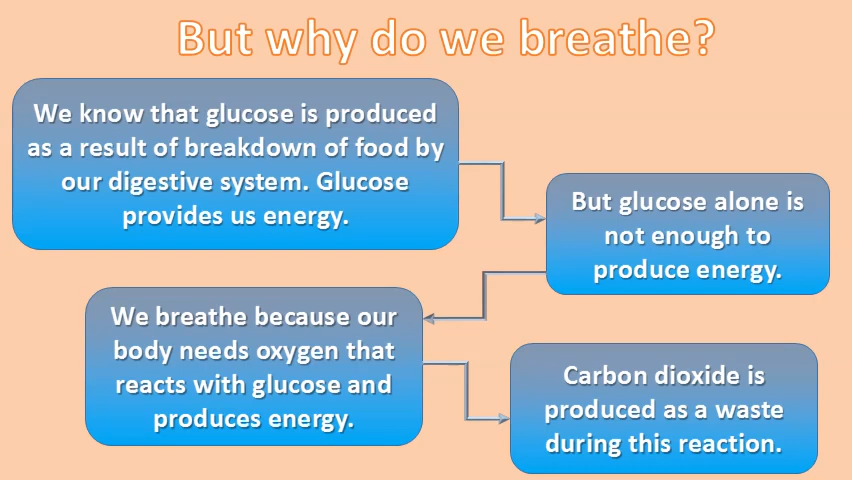 But why do we breathe?
We know that glucose is produced
as a result of breakdown of food by
our digestive system. Glucose
provides us energy.
But glucose alone is
not enough to
produce energy.
We breathe because our
body needs oxygen that
reacts with glucose and
produces energy.
Carbon dioxide is
produced as a waste
during this reaction.